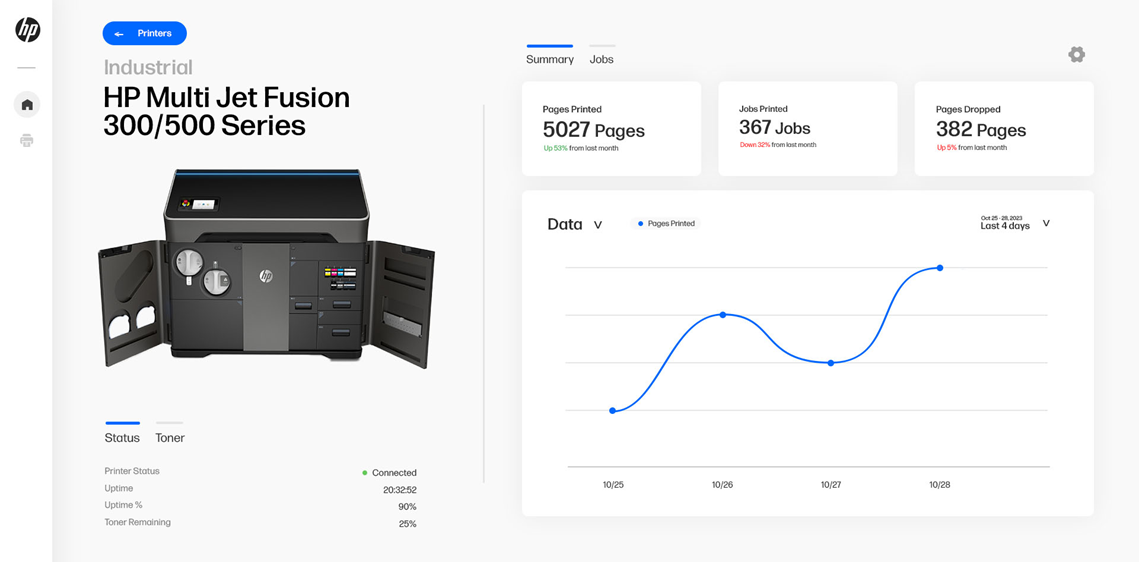 hp
← Printers
Industrial
HP Multi Jet Fusion
300/500 Series
hp
Status
Toner
Printer Status
Connected
Uptime
20:32:52
Uptime %
90%
Toner Remaining
25%
Summary
Jobs
Pages Printed
5027 Pages
Up 53% from last month
Jobs Printed
367 Jobs
Down 32% from last month
Pages Dropped
382 Pages
Up 5% from last month
Data
Pages Printed
Oct 25 - 28, 2023
Last 4 days
10/25
10/26
10/27
10/28